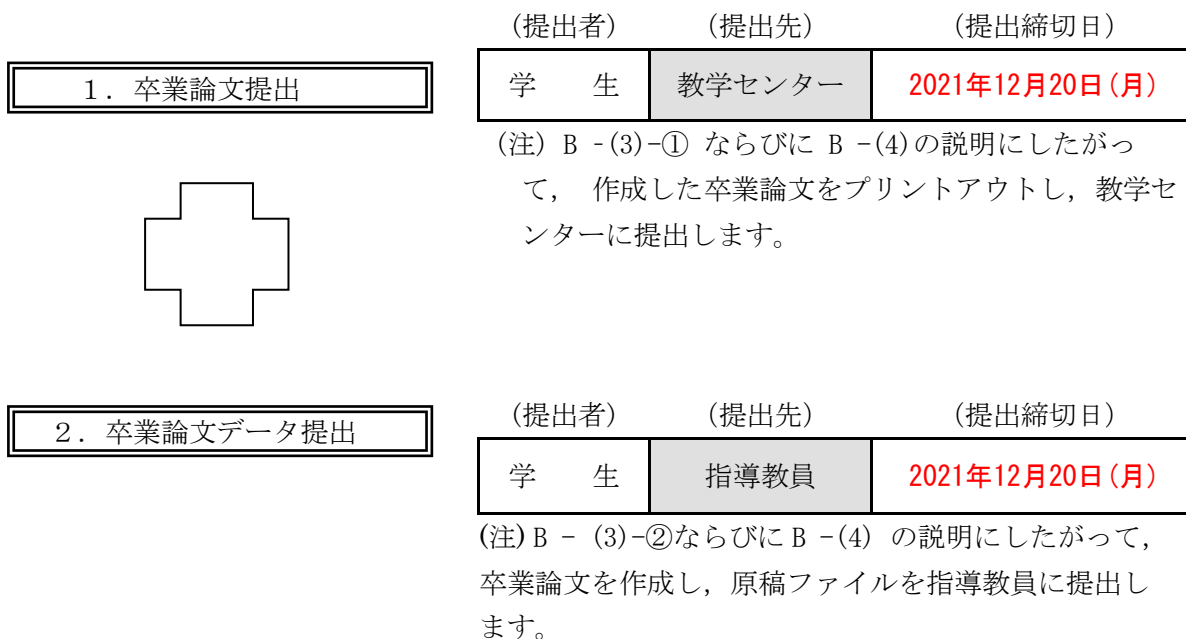 (提出者) (提出先) (提出締切日)
1．卒業論文提出
学 生 教学センター 2021年12月20日(月)
(注) B -(3)-① ならびに B -(4)の説明にしたがっ
て， 作成した卒業論文をプリントアウトし，教学セ
ンターに提出します。
(提出者) (提出先) (提出締切日)
2．卒業論文データ提出
学 生 指導教員 2021年12月20日(月)
(注) B - (3)-②ならびに B -(4) の説明にしたがって，
卒業論文を作成し，原稿ファイルを指導教員に提出し
ます。